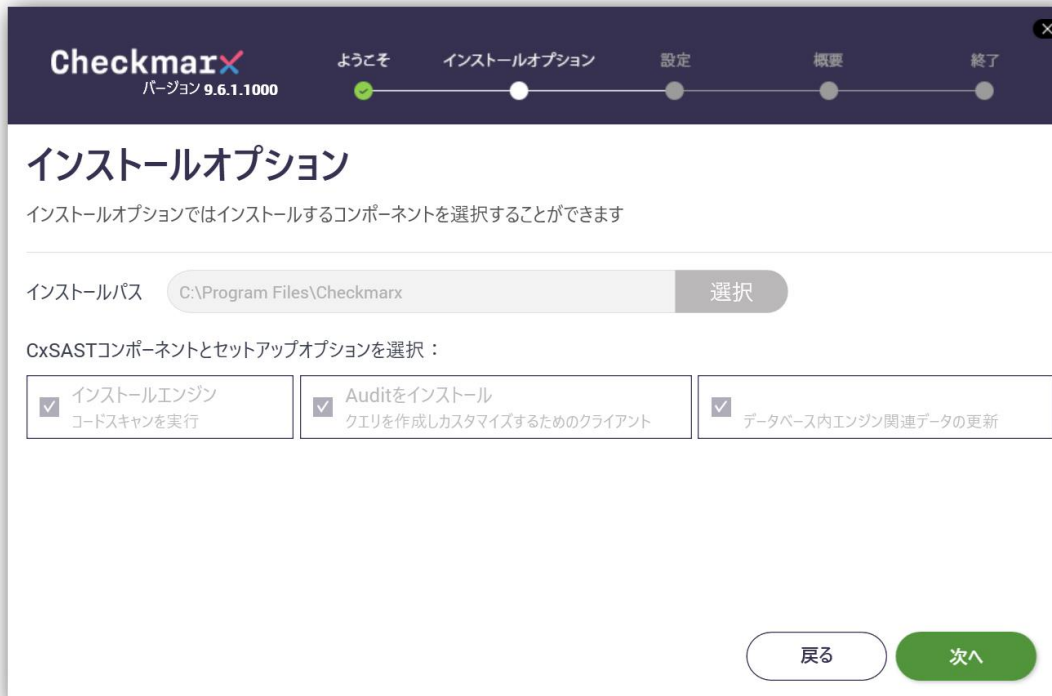 Checkmarx
バージョン 9.6.1.1000
ようこそ
インストールオプション
設定
概要
終了
インストールオプション
インストールオプションではインストールするコンポーネントを選択することができます
インストールパス
C:\Program Files\Checkmarx
選択
CxSASTコンポーネントとセットアップオプションを選択：
インストールエンジン
コードスキャンを実行
Auditをインストール
クエリを作成しカスタマイズするためのクライアント
データベース内エンジン関連データの更新
戻る
次へ